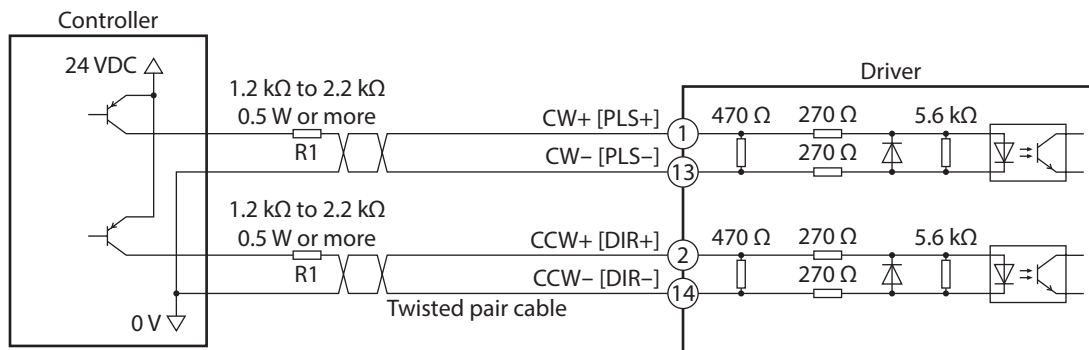 Controller
24 VDC
1.2 kΩ to 2.2 kΩ
0.5 W or more
R1
CW+ [PLS+]
CW– [PLS–]
1
13
Driver
470 Ω
270 Ω
5.6 kΩ
270 Ω
1.2 kΩ to 2.2 kΩ
0.5 W or more
R1
CCW+ [DIR+]
CCW– [DIR–]
2
14
470 Ω
270 Ω
5.6 kΩ
270 Ω
Twisted pair cable
0 V